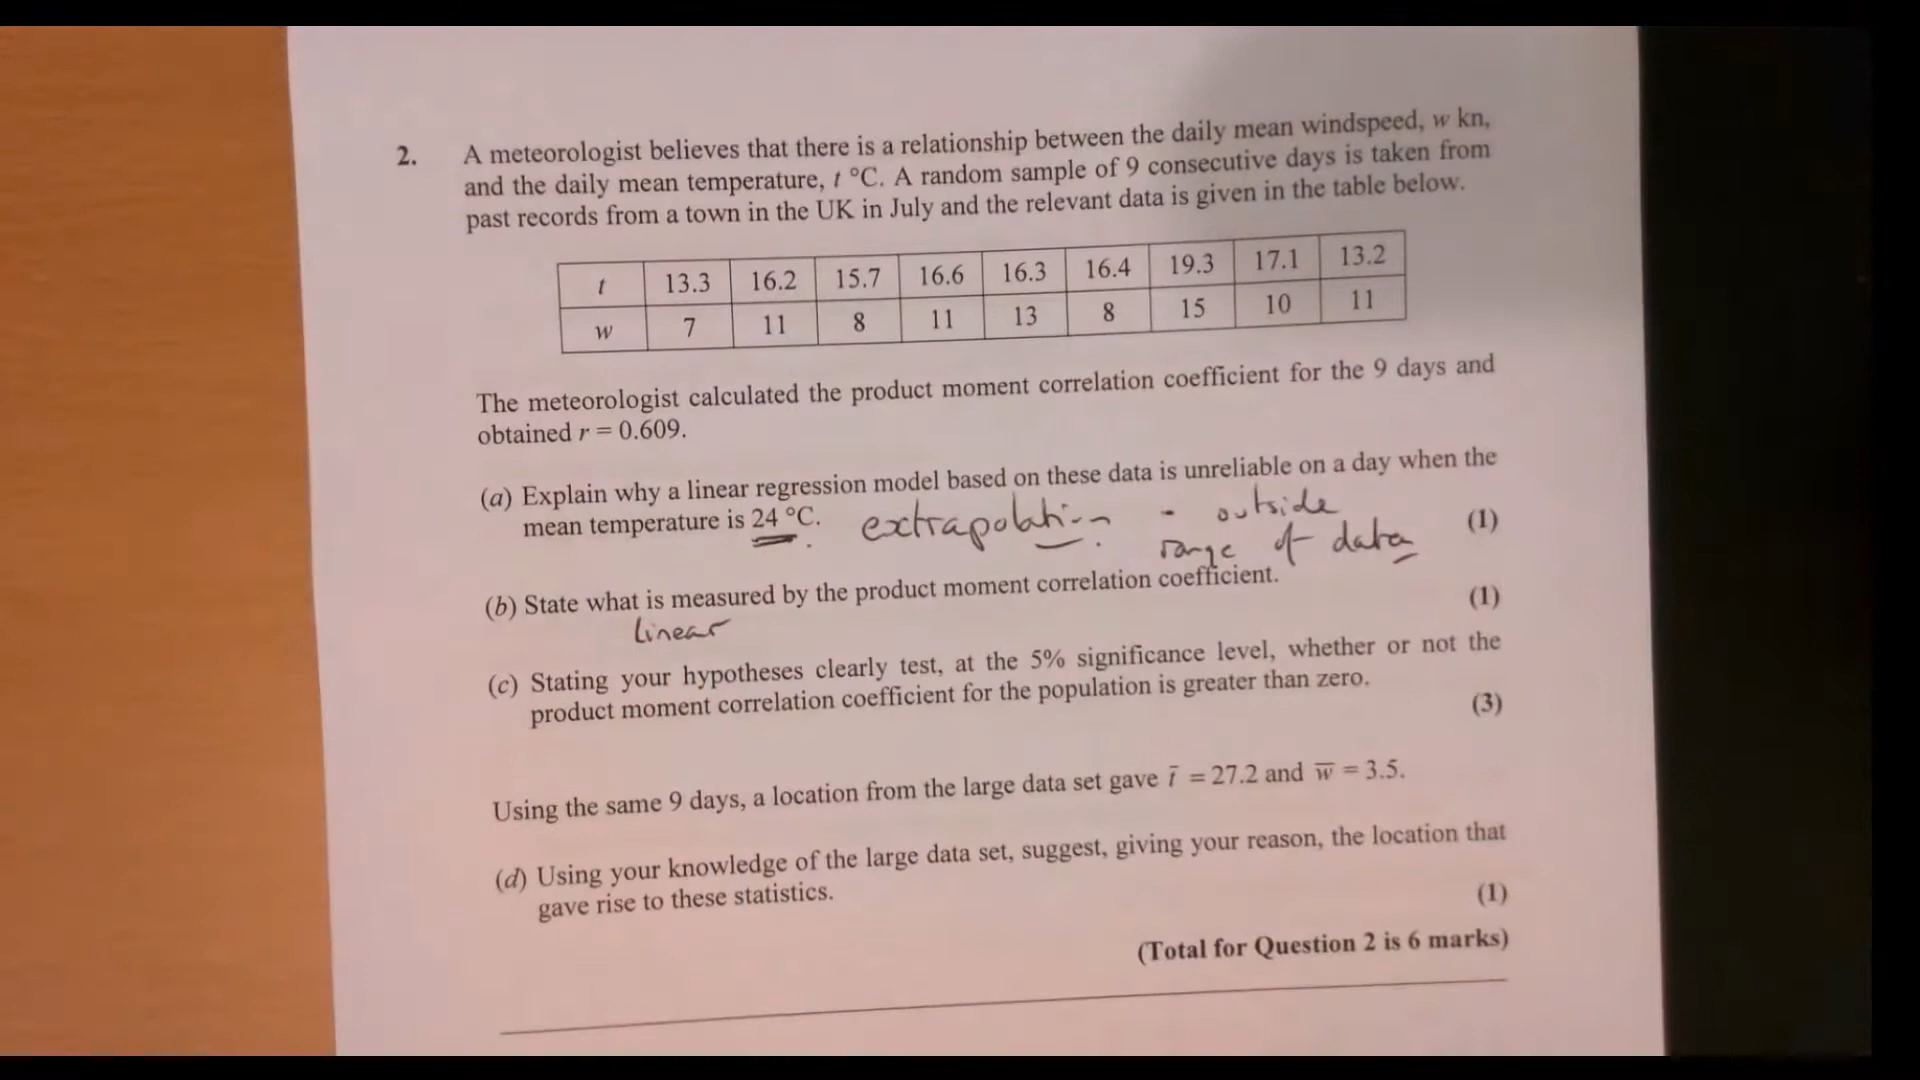 2. A meteorologist believes that there is a relationship between the daily mean windspeed, w kn,
and the daily mean temperature, t °C. A random sample of 9 consecutive days is taken from
past records from a town in the UK in July and the relevant data is given in the table below.
t 13.3 16.2 15.7 16.6 16.3 16.4 19.3 17.1 13.2
w 7 11 8 11 13 8 15 10 11
The meteorologist calculated the product moment correlation coefficient for the 9 days and
obtained r = 0.609.
(a) Explain why a linear regression model based on these data is unreliable on a day when the
mean temperature is 24 °C. extrapolation - outside
range of data (1)
(b) State what is measured by the product moment correlation coefficient.
(1)
linear
(c) Stating your hypotheses clearly test, at the 5% significance level, whether or not the
product moment correlation coefficient for the population is greater than zero.
(3)
Using the same 9 days, a location from the large data set gave t̄ = 27.2 and w̄ = 3.5.
(d) Using your knowledge of the large data set, suggest, giving your reason, the location that
gave rise to these statistics.
(1)
(Total for Question 2 is 6 marks)